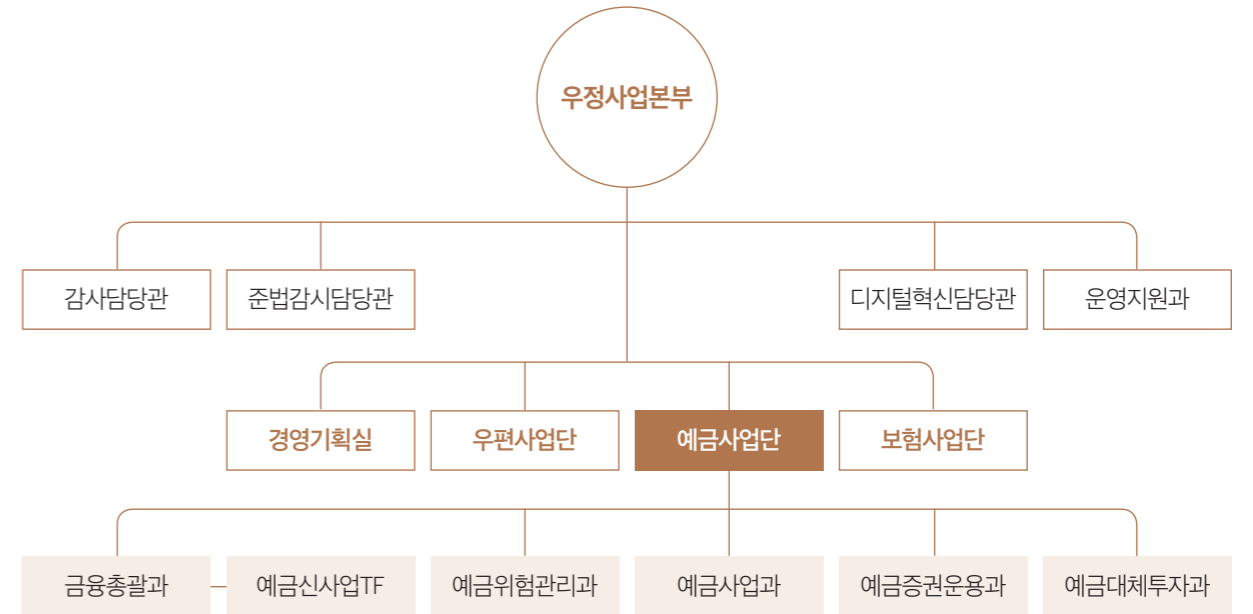 우정사업본부
감사담당관
준법감시담당관
디지털혁신담당관
운영지원과
경영기획실
우편사업단
예금사업단
보험사업단
금융총괄과
예금신사업TF
예금위험관리과
예금사업과
예금증권운용과
예금대체투자과